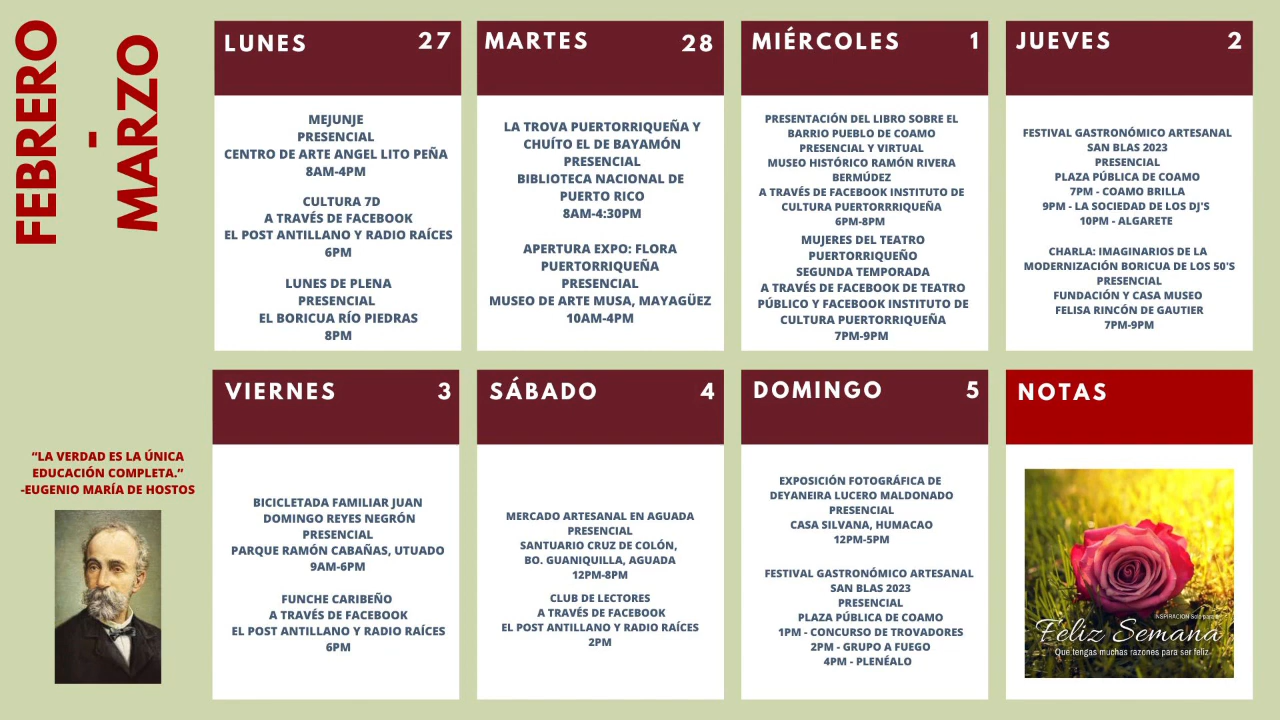 FEBRERO
-
MARZO
LUNES 27
MEJUNJE
PRESENCIAL
CENTRO DE ARTE ANGEL LITO PEÑA
8AM-4PM
CULTURA 7D
A TRAVÉS DE FACEBOOK
EL POST ANTILLANO Y RADIO RAÍCES
6PM
LUNES DE PLENA
PRESENCIAL
EL BORICUA RÍO PIEDRAS
8PM
MARTES 28
LA TROVA PUERTORRIQUEÑA Y
CHUÍTO EL DE BAYAMÓN
PRESENCIAL
BIBLIOTECA NACIONAL DE
PUERTO RICO
8AM-4:30PM
APERTURA EXPO: FLORA
PUERTORRIQUEÑA
PRESENCIAL
MUSEO DE ARTE MUSA, MAYAGÜEZ
10AM-4PM
MIÉRCOLES 1
PRESENTACIÓN DEL LIBRO SOBRE EL
BARRIO PUEBLO DE COAMO
PRESENCIAL Y VIRTUAL
MUSEO HISTÓRICO RAMÓN RIVERA
BERMÚDEZ
A TRAVÉS DE FACEBOOK INSTITUTO DE
CULTURA PUERTORRRIQUEÑA
6PM-8PM
MUJERES DEL TEATRO
PUERTORRIQUEÑO
SEGUNDA TEMPORADA
A TRAVÉS DE FACEBOOK DE TEATRO
PÚBLICO Y FACEBOOK INSTITUTO DE
CULTURA PUERTORRIQUEÑA
7PM-9PM
JUEVES 2
FESTIVAL GASTRONÓMICO ARTESANAL
SAN BLAS 2023
PRESENCIAL
PLAZA PÚBLICA DE COAMO
7PM - COAMO BRILLA
9PM - LA SOCIEDAD DE LOS DJ'S
10PM - ALGARETE
CHARLA: IMAGINARIOS DE LA
MODERNIZACIÓN BORICUA DE LOS 50'S
PRESENCIAL
FUNDACIÓN Y CASA MUSEO
FELISA RINCÓN DE GAUTIER
7PM-9PM
“LA VERDAD ES LA ÚNICA
EDUCACIÓN COMPLETA.”
-EUGENIO MARÍA DE HOSTOS
VIERNES 3
BICICLETADA FAMILIAR JUAN
DOMINGO REYES NEGRÓN
PRESENCIAL
PARQUE RAMÓN CABAÑAS, UTUADO
9AM-6PM
FUNCHE CARIBEÑO
A TRAVÉS DE FACEBOOK
EL POST ANTILLANO Y RADIO RAÍCES
6PM
SÁBADO 4
MERCADO ARTESANAL EN AGUADA
PRESENCIAL
SANTUARIO CRUZ DE COLÓN,
BO. GUANIQUILLA, AGUADA
12PM-8PM
CLUB DE LECTORES
A TRAVÉS DE FACEBOOK
EL POST ANTILLANO Y RADIO RAÍCES
2PM
DOMINGO 5
EXPOSICIÓN FOTOGRÁFICA DE
DEYANEIRA LUCERO MALDONADO
PRESENCIAL
CASA SILVANA, HUMACAO
12PM-5PM
FESTIVAL GASTRONÓMICO ARTESANAL
SAN BLAS 2023
PRESENCIAL
PLAZA PÚBLICA DE COAMO
1PM - CONCURSO DE TROVADORES
2PM - GRUPO A FUEGO
4PM - PLENÉALO
NOTAS
Feliz Semana
Que tengas muchas razones para ser feliz